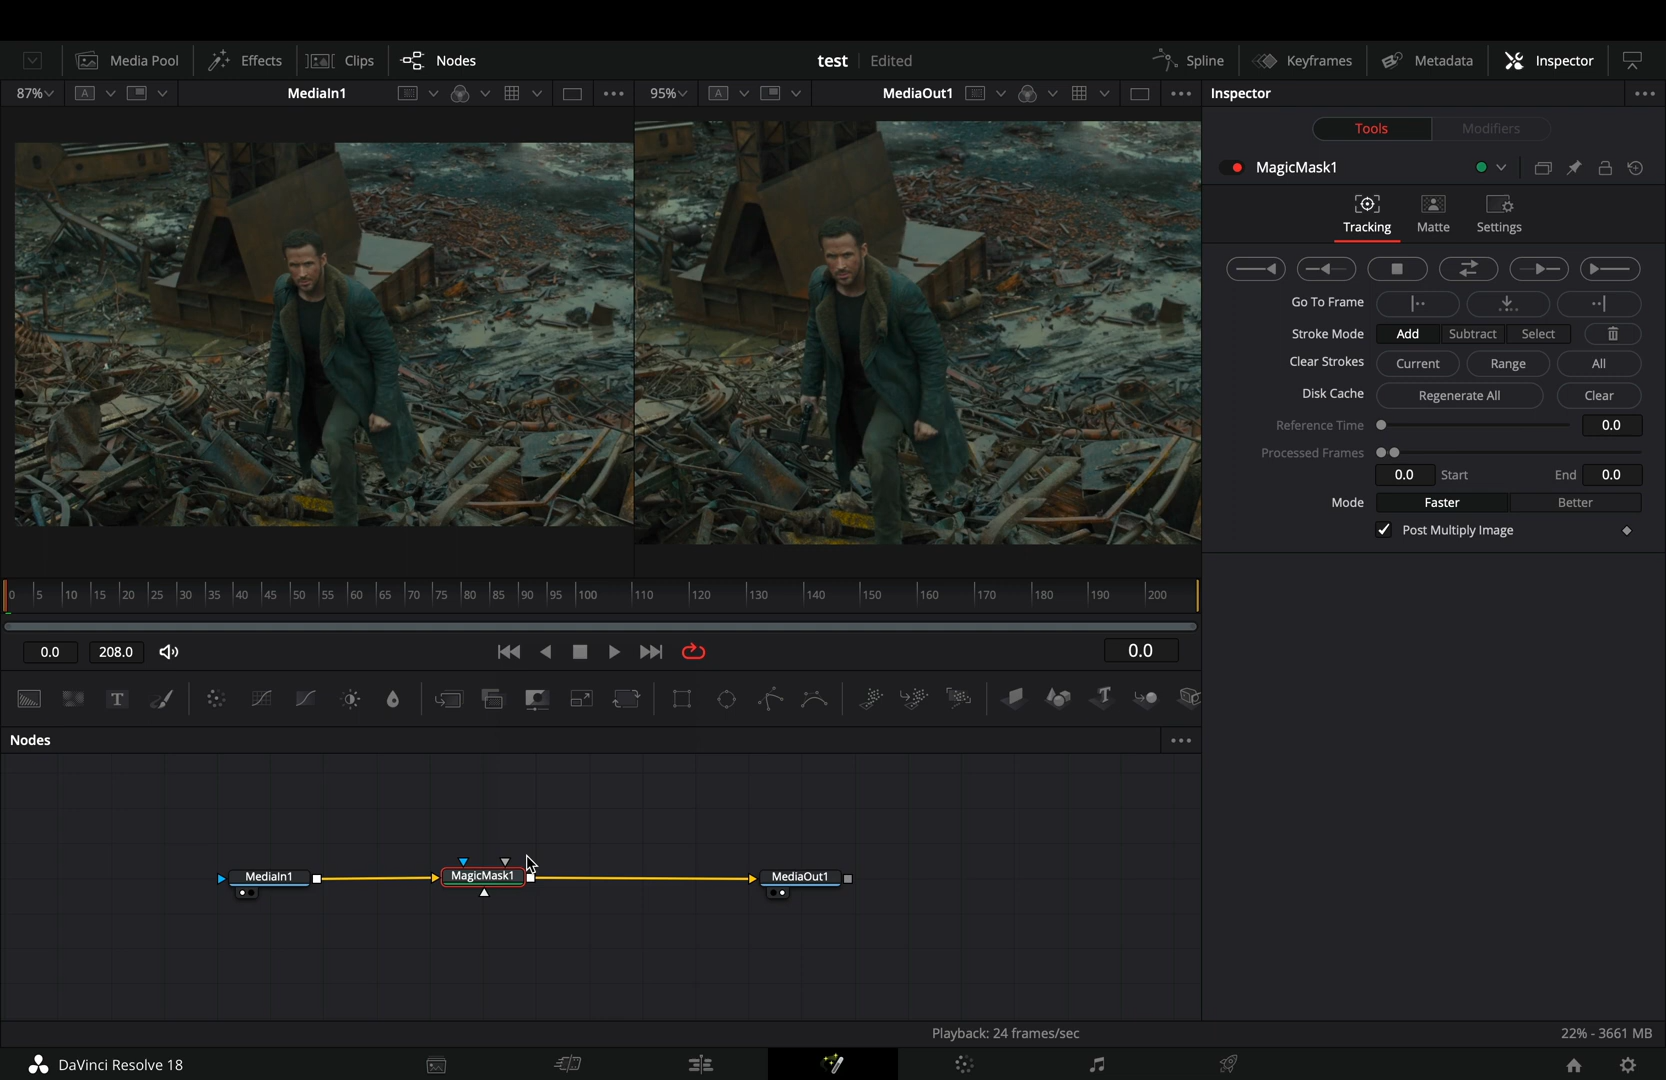 Media Pool Effects Clips Nodes test Edited Spline Keyframes Metadata Inspector
87% A MediaIn1 95% A MediaOut1 Inspector
Tools Modifiers
MagicMask1
Tracking Matte Settings
Go To Frame
Stroke Mode Add Subtract Select
Clear Strokes Current Range All
Disk Cache Regenerate All Clear
Reference Time 0.0
Processed Frames
0.0 Start End 0.0
Mode Faster Better
Post Multiply Image
0 5 10 15 20 25 30 35 40 45 50 55 60 65 70 75 80 85 90 95 100 110 120 130 140 150 160 170 180 190 200
0.0 208.0 0.0
T T
Nodes
MediaIn1 MagicMask1 MediaOut1
Playback: 24 frames/sec 22% - 3661 MB
DaVinci Resolve 18